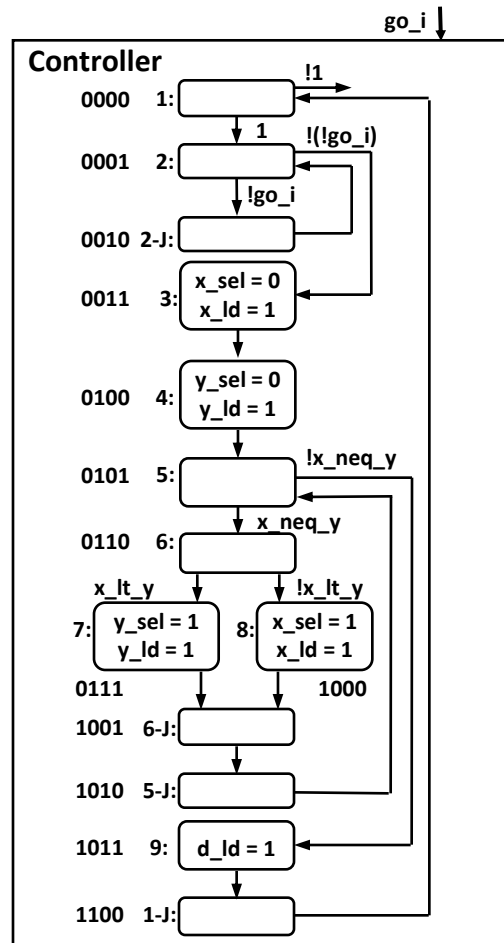 go_i
Controller
!1
0000 1:
1
!(!go_i)
0001 2:
!go_i
0010 2-J:
x_sel = 0
0011 3:
x_ld = 1
y_sel = 0
0100 4:
y_ld = 1
!x_neq_y
0101 5:
x_neq_y
0110 6:
x_lt_y !x_lt_y
7: y_sel = 1 8: x_sel = 1
y_ld = 1 x_ld = 1
0111 1000
1001 6-J:
1010 5-J:
1011 9: d_ld = 1
1100 1-J: